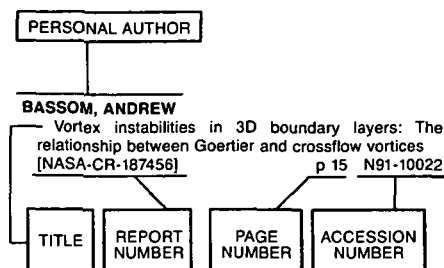 PERSONAL AUTHOR
BASSOM, ANDREW
Vortex instabilities in 3D boundary layers: The
relationship between Goertier and crossflow vortices
[NASA-CR-187456] p 15 N91-10022
TITLE
REPORT
NUMBER
PAGE
NUMBER
ACCESSION
NUMBER